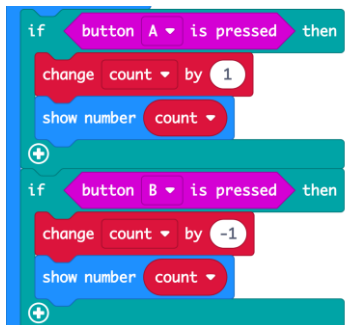 if button A is pressed then
change count by 1
show number count
if button B is pressed then
change count by -1
show number count